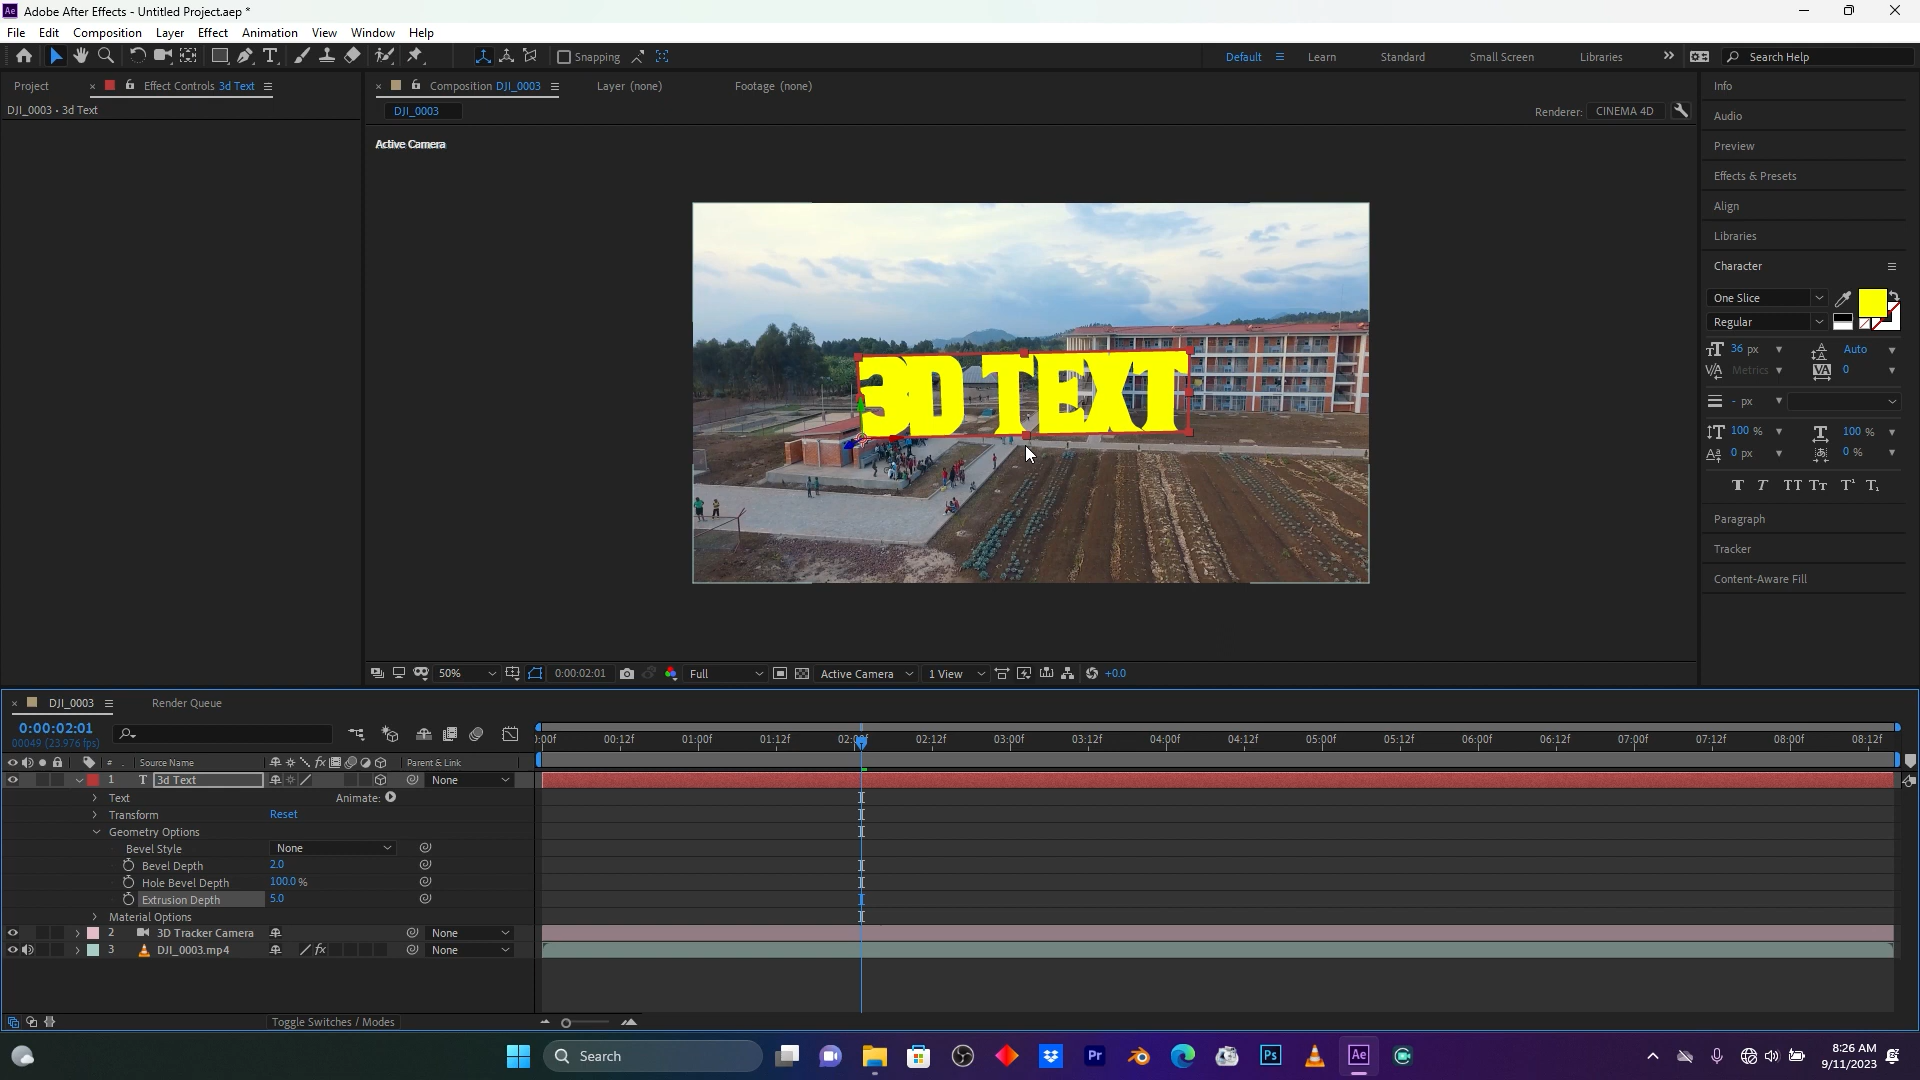 Adobe After Effects - Untitled Project.aep *
File Edit Composition Layer Effect Animation View Window Help
Snapping Default Learn Standard Small Screen Libraries Search Help
Project Effect Controls 3d Text Composition DJI_0003 Layer (none) Footage (none)
DJI_0003 • 3d Text
DJI_0003
Renderer: CINEMA 4D
Active Camera
3D TEXT
Info
Audio
Preview
Effects & Presets
Align
Libraries
Character
One Slice
Regular
36 px Auto
Metrics 0
- px
100 % 100 %
0 px 0 %
T T TT Tt T¹ T₁
Paragraph
Tracker
Content-Aware Fill
50% 0:00:02:01 Full Active Camera 1 View +0.0
DJI_0003 Render Queue
0:00:02:01
00049 (23.976 fps)
):00f 00:12f 01:00f 01:12f 02:00f 02:12f 03:00f 03:12f 04:00f 04:12f 05:00f 05:12f 06:00f 06:12f 07:00f 07:12f 08:00f 08:12f
# . Source Name Parent & Link
1 T 3d Text None
Text Animate:
Transform Reset
Geometry Options
Bevel Style None
Bevel Depth 2.0
Hole Bevel Depth 100.0 %
Extrusion Depth 5.0
Material Options
2 3D Tracker Camera None
3 DJI_0003.mp4 None
Toggle Switches / Modes
Search
8:26 AM
9/11/2023